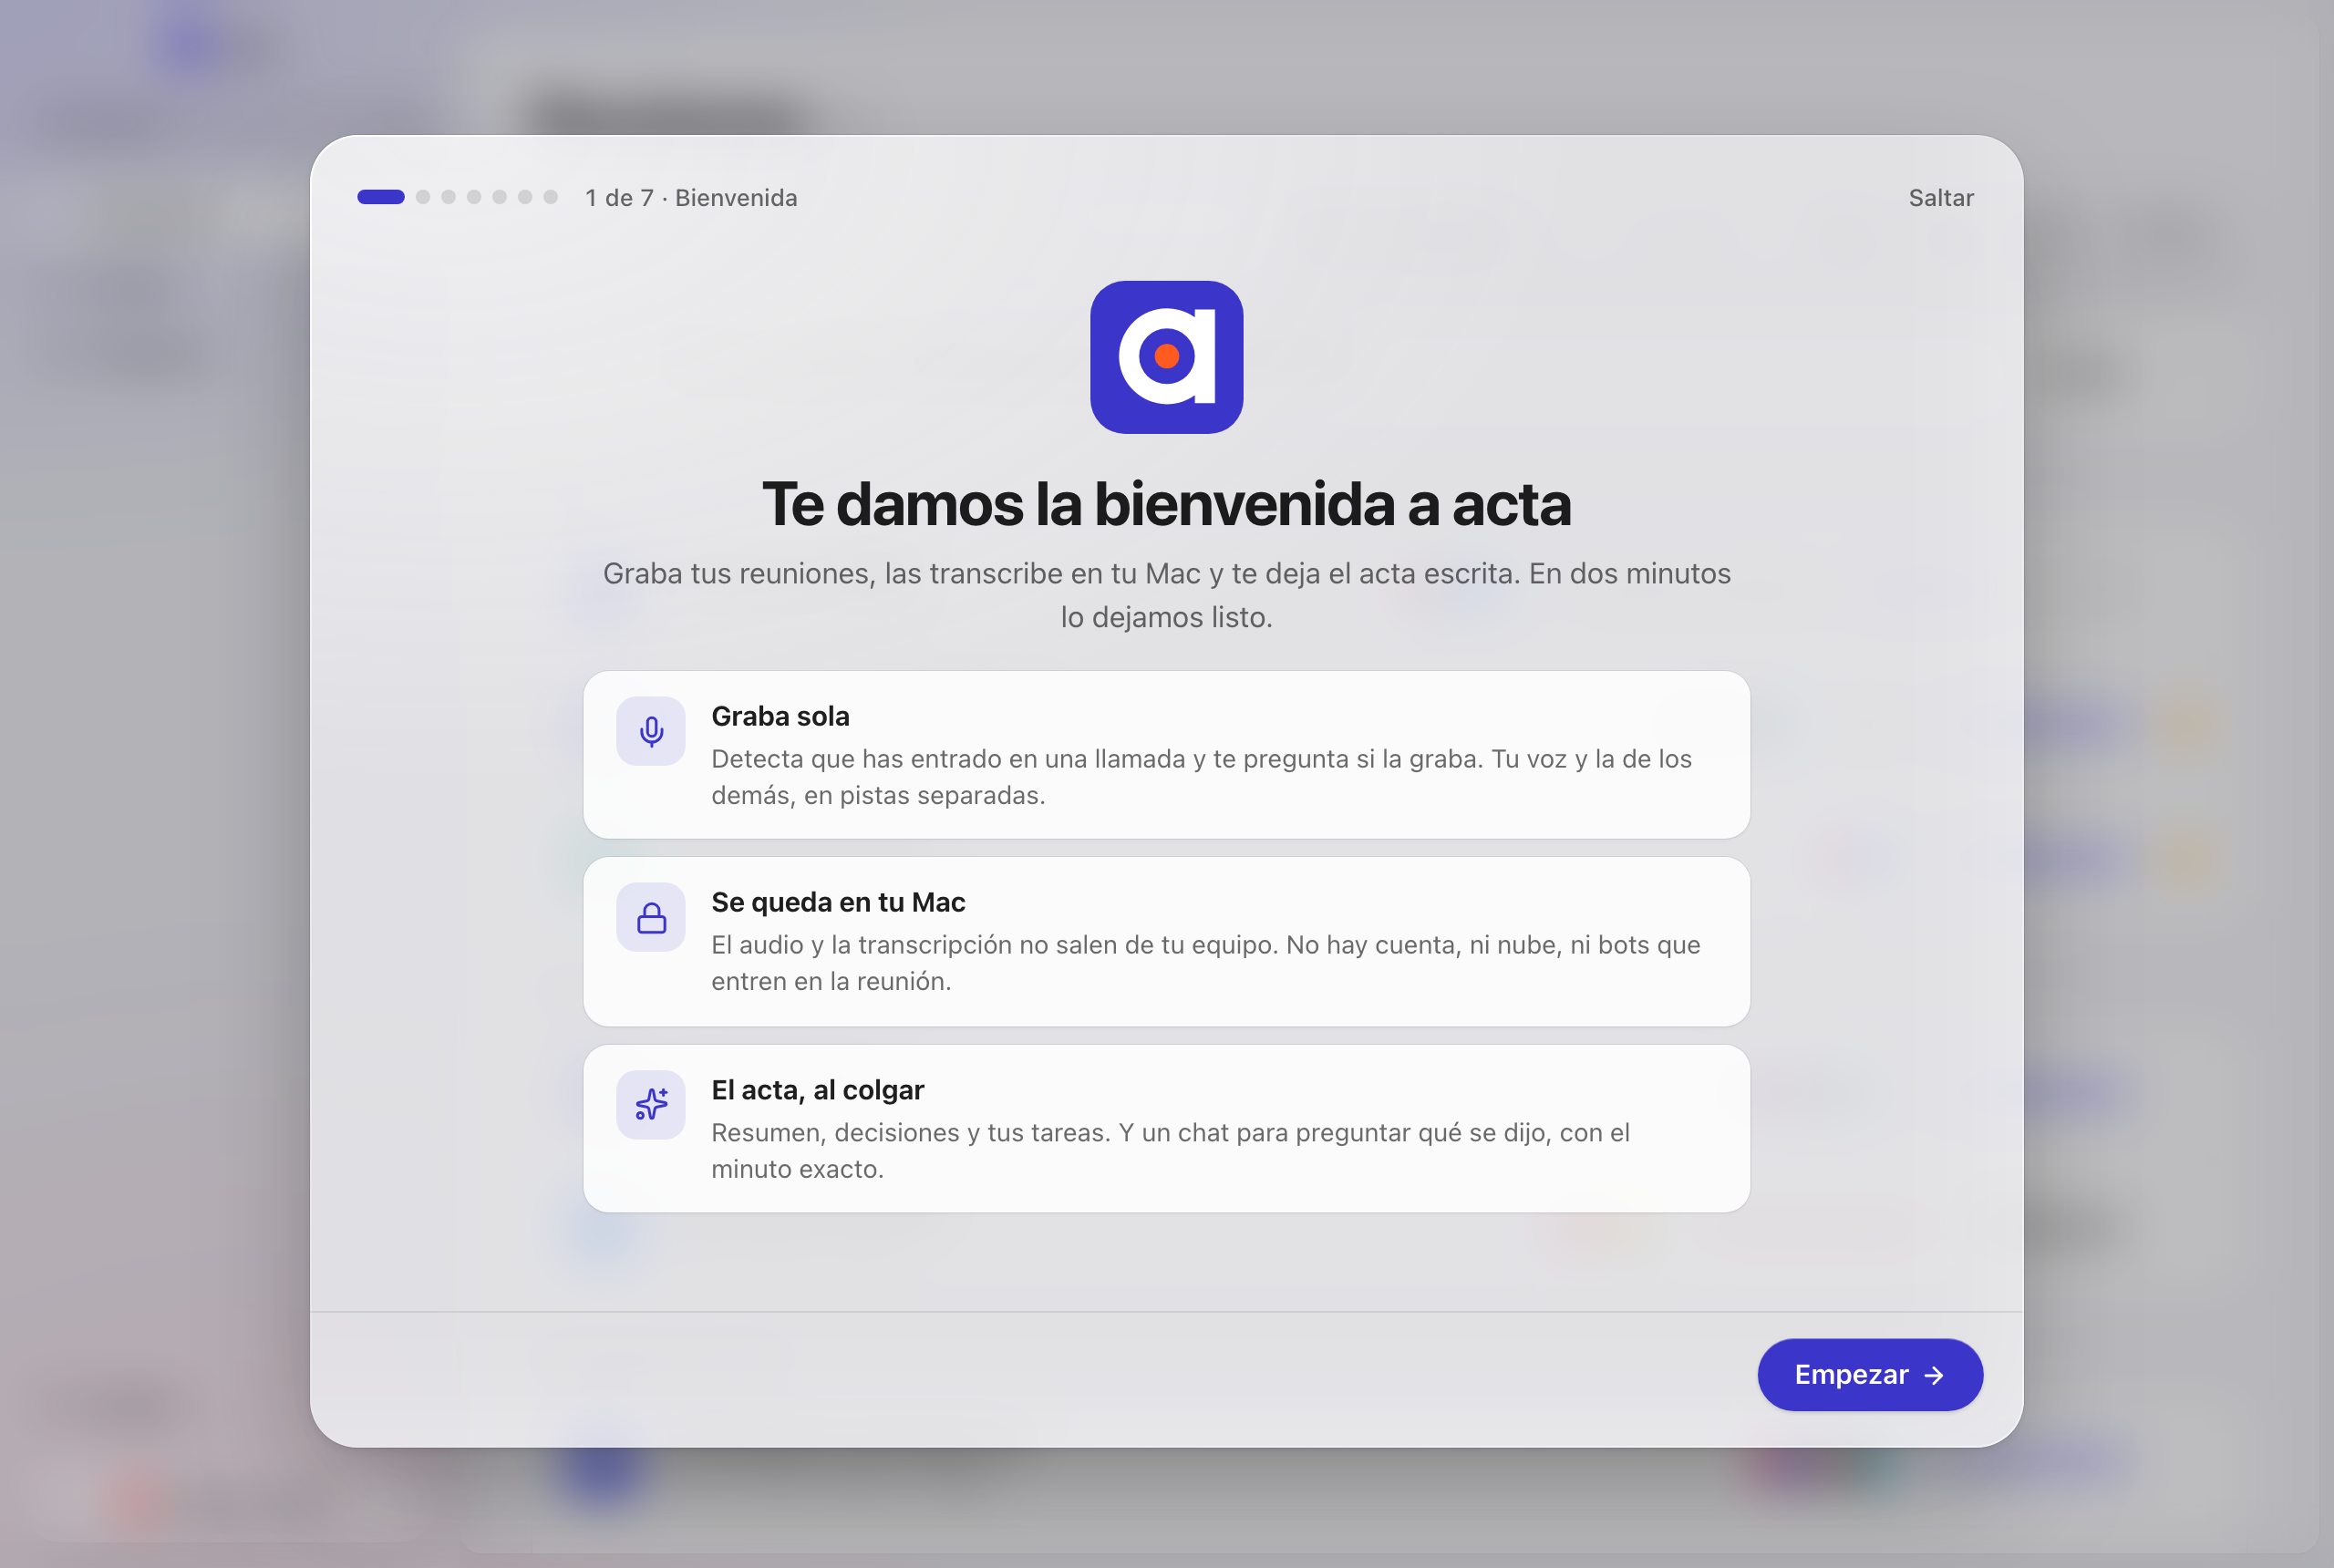 1 de 7 · Bienvenida
Saltar
a
Te damos la bienvenida a acta
Graba tus reuniones, las transcribe en tu Mac y te deja el acta escrita. En dos minutos
lo dejamos listo.
Graba sola
Detecta que has entrado en una llamada y te pregunta si la graba. Tu voz y la de los
demás, en pistas separadas.
Se queda en tu Mac
El audio y la transcripción no salen de tu equipo. No hay cuenta, ni nube, ni bots que
entren en la reunión.
El acta, al colgar
Resumen, decisiones y tus tareas. Y un chat para preguntar qué se dijo, con el
minuto exacto.
Empezar →